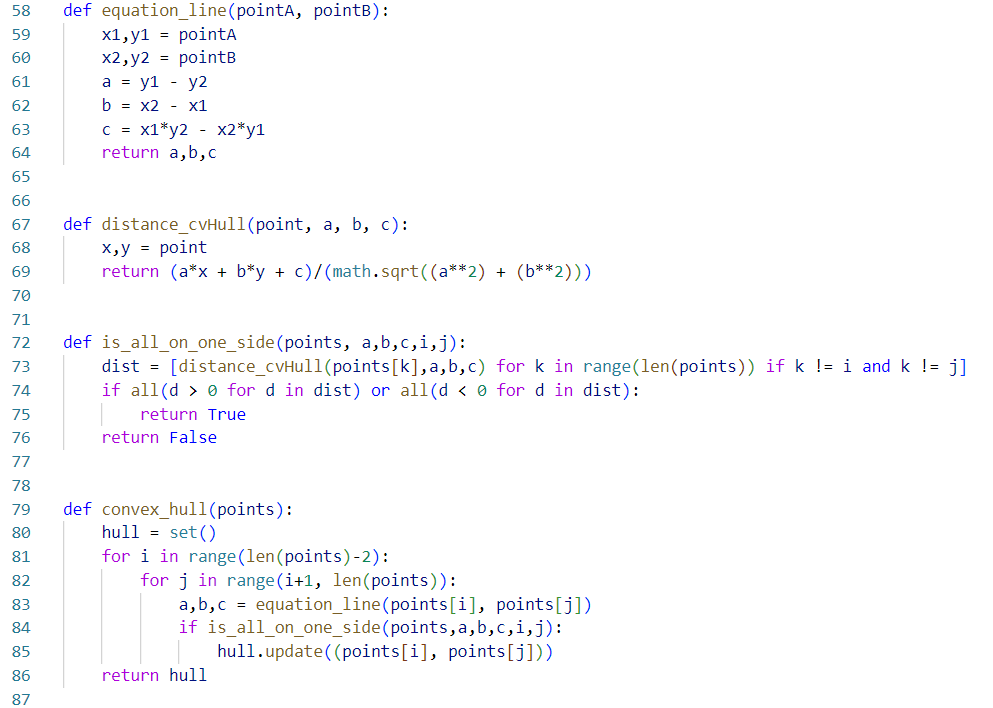 58 def equation_line(pointA, pointB):
59     x1,y1 = pointA
60     x2,y2 = pointB
61     a = y1 - y2
62     b = x2 - x1
63     c = x1*y2 - x2*y1
64     return a,b,c
65
66
67 def distance_cvHull(point, a, b, c):
68     x,y = point
69     return (a*x + b*y + c)/(math.sqrt((a**2) + (b**2)))
70
71
72 def is_all_on_one_side(points, a,b,c,i,j):
73     dist = [distance_cvHull(points[k],a,b,c) for k in range(len(points)) if k != i and k != j]
74     if all(d > 0 for d in dist) or all(d < 0 for d in dist):
75         return True
76     return False
77
78
79 def convex_hull(points):
80     hull = set()
81     for i in range(len(points)-2):
82         for j in range(i+1, len(points)):
83             a,b,c = equation_line(points[i], points[j])
84             if is_all_on_one_side(points,a,b,c,i,j):
85                 hull.update((points[i], points[j]))
86     return hull
87